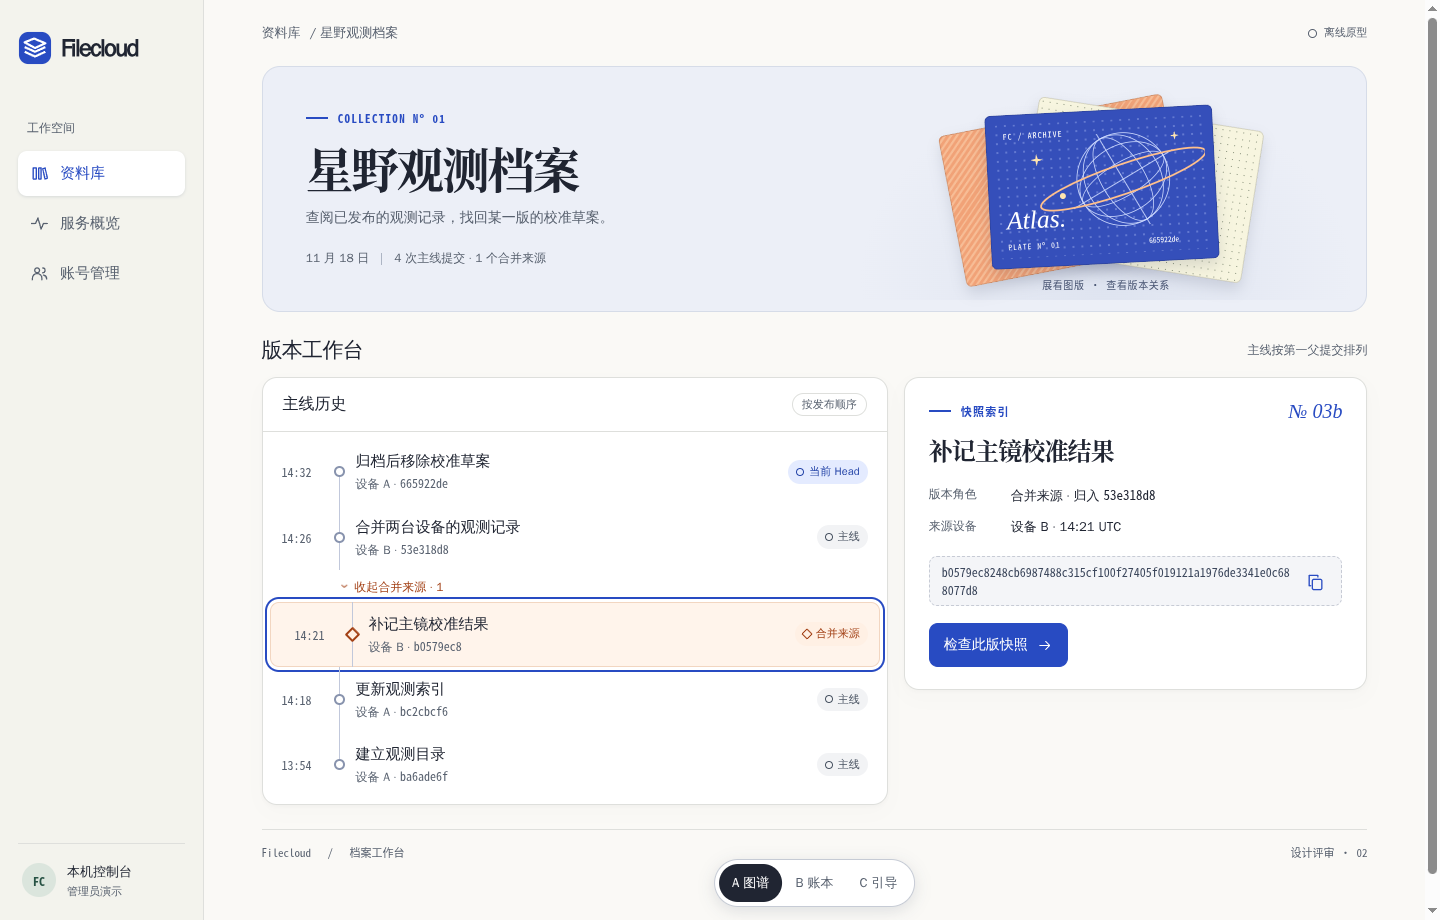 Filecloud
工作空间
资料库
服务概览
账号管理
FC
本机控制台
管理员演示
资料库 / 星野观测档案
离线原型
COLLECTION Nº 01
星野观测档案
查阅已发布的观测记录，找回某一版的校准草案。
11 月 18 日 | 4 次主线提交 · 1 个合并来源
FC / ARCHIVE
Atlas.
PLATE Nº 01
665922de
展看图版 · 查看版本关系
版本工作台
主线按第一父提交排列
主线历史
按发布顺序
14:32
归档后移除校准草案
设备 A · 665922de
当前 Head
14:26
合并两台设备的观测记录
设备 B · 53e318d8
主线
收起合并来源 · 1
14:21
补记主镜校准结果
设备 B · b0579ec8
合并来源
14:18
更新观测索引
设备 A · bc2cbcf6
主线
13:54
建立观测目录
设备 A · ba6ade6f
主线
快照索引
№ 03b
补记主镜校准结果
版本角色 合并来源 · 归入 53e318d8
来源设备 设备 B · 14:21 UTC
b0579ec8248cb6987488c315cf100f27405f019121a1976de3341e0c68
8077d8
检查此版快照 →
Filecloud / 档案工作台
设计评审 · 02
A 图谱
B 账本
C 引导